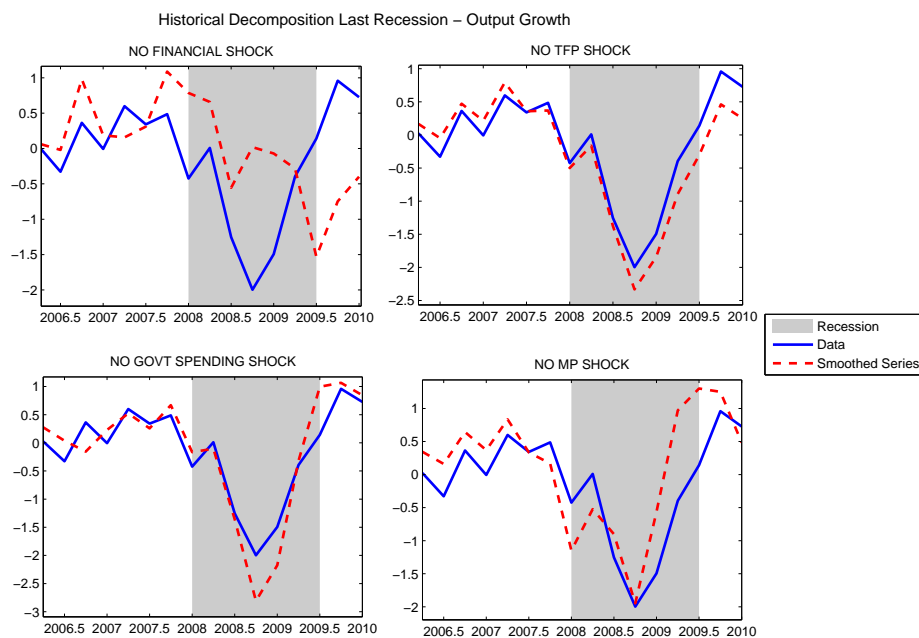 Historical Decomposition Last Recession – Output Growth
NO FINANCIAL SHOCK
1
0.5
0
−0.5
−1
−1.5
−2
2006.5 2007 2007.5 2008 2008.5 2009 2009.5 2010
NO TFP SHOCK
1
0.5
0
−0.5
−1
−1.5
−2
−2.5
2006.5 2007 2007.5 2008 2008.5 2009 2009.5 2010
Recession
Data
Smoothed Series
NO GOVT SPENDING SHOCK
1
0.5
0
−0.5
−1
−1.5
−2
−2.5
−3
2006.5 2007 2007.5 2008 2008.5 2009 2009.5 2010
NO MP SHOCK
1
0.5
0
−0.5
−1
−1.5
−2
2006.5 2007 2007.5 2008 2008.5 2009 2009.5 2010